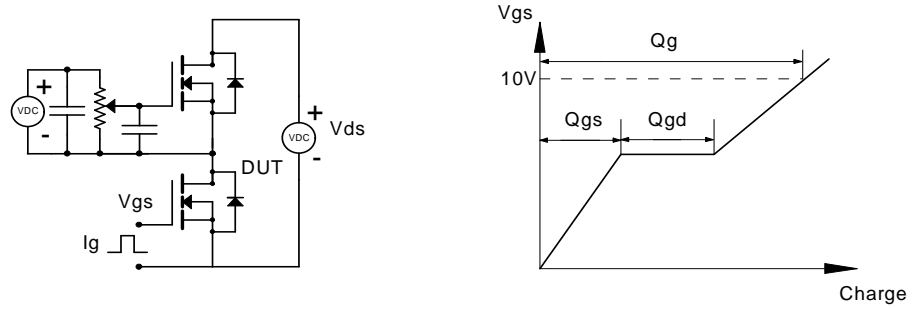 +
VDC
-
+
VDC
-
Vds
DUT
Vgs
Ig
Vgs
Qg
10V
Qgs
Qgd
Charge